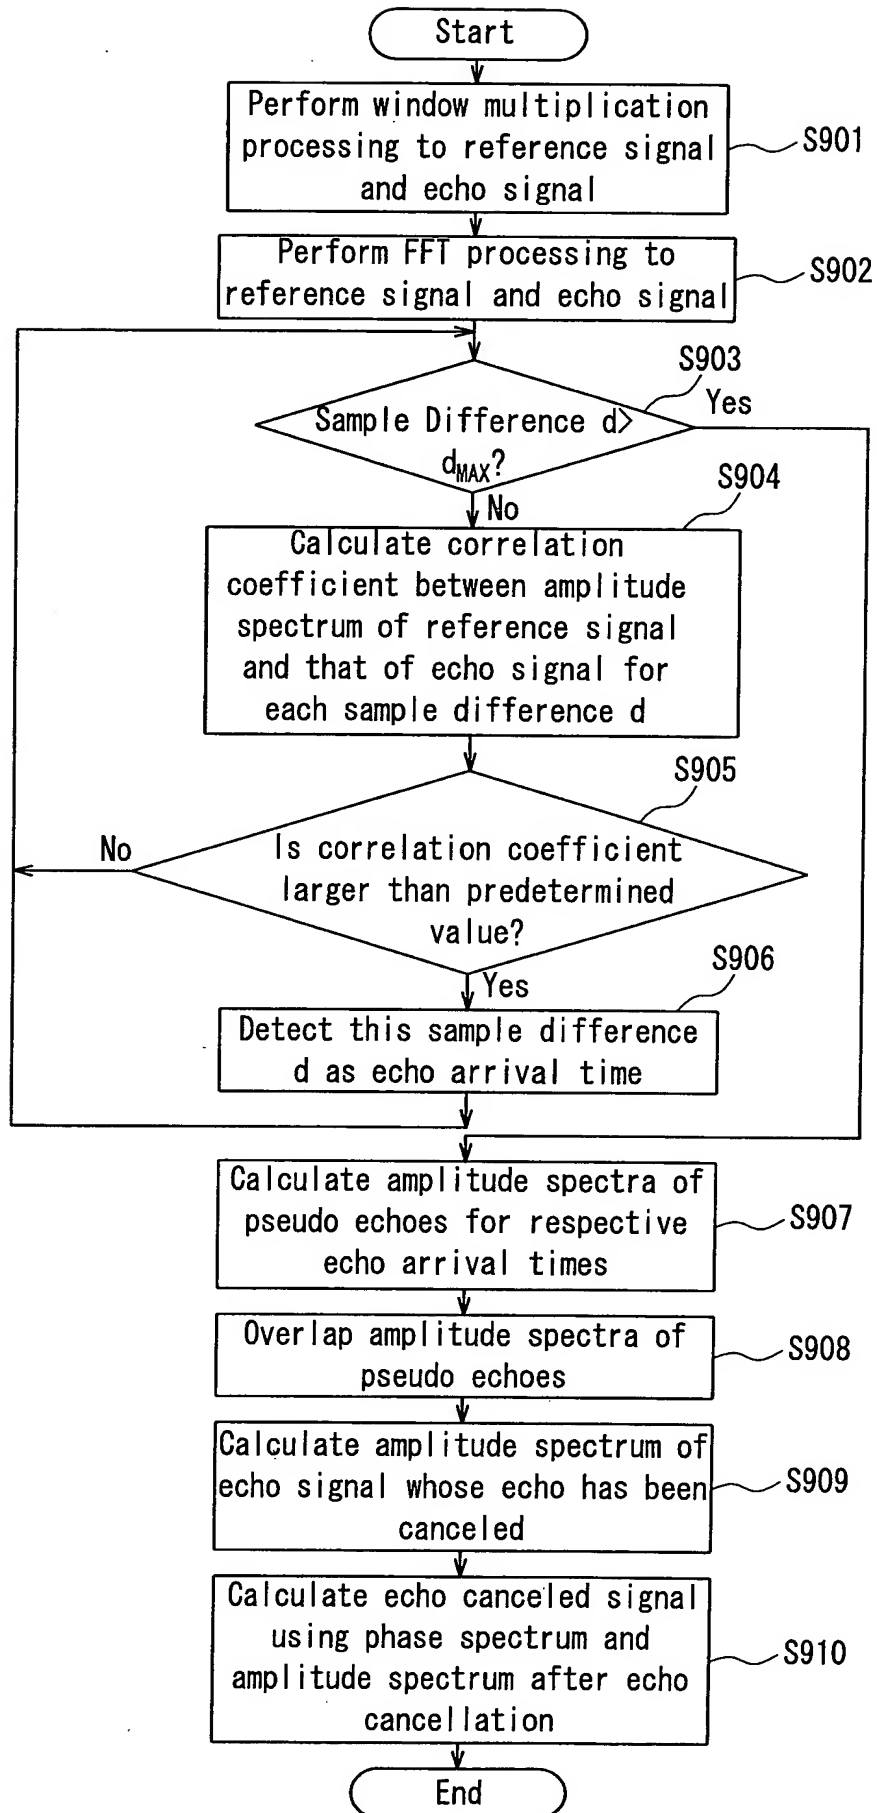 Start
Perform window multiplication
processing to reference signal
and echo signal
S901
Perform FFT processing to
reference signal and echo signal
S902
S903
Sample Difference d>
dMAX?
Yes
No
S904
Calculate correlation
coefficient between amplitude
spectrum of reference signal
and that of echo signal for
each sample difference d
S905
Is correlation coefficient
larger than predetermined
value?
No
Yes
S906
Detect this sample difference
d as echo arrival time
Calculate amplitude spectra of
pseudo echoes for respective
echo arrival times
S907
Overlap amplitude spectra of
pseudo echoes
S908
Calculate amplitude spectrum of
echo signal whose echo has been
canceled
S909
Calculate echo canceled signal
using phase spectrum and
amplitude spectrum after echo
cancellation
S910
End